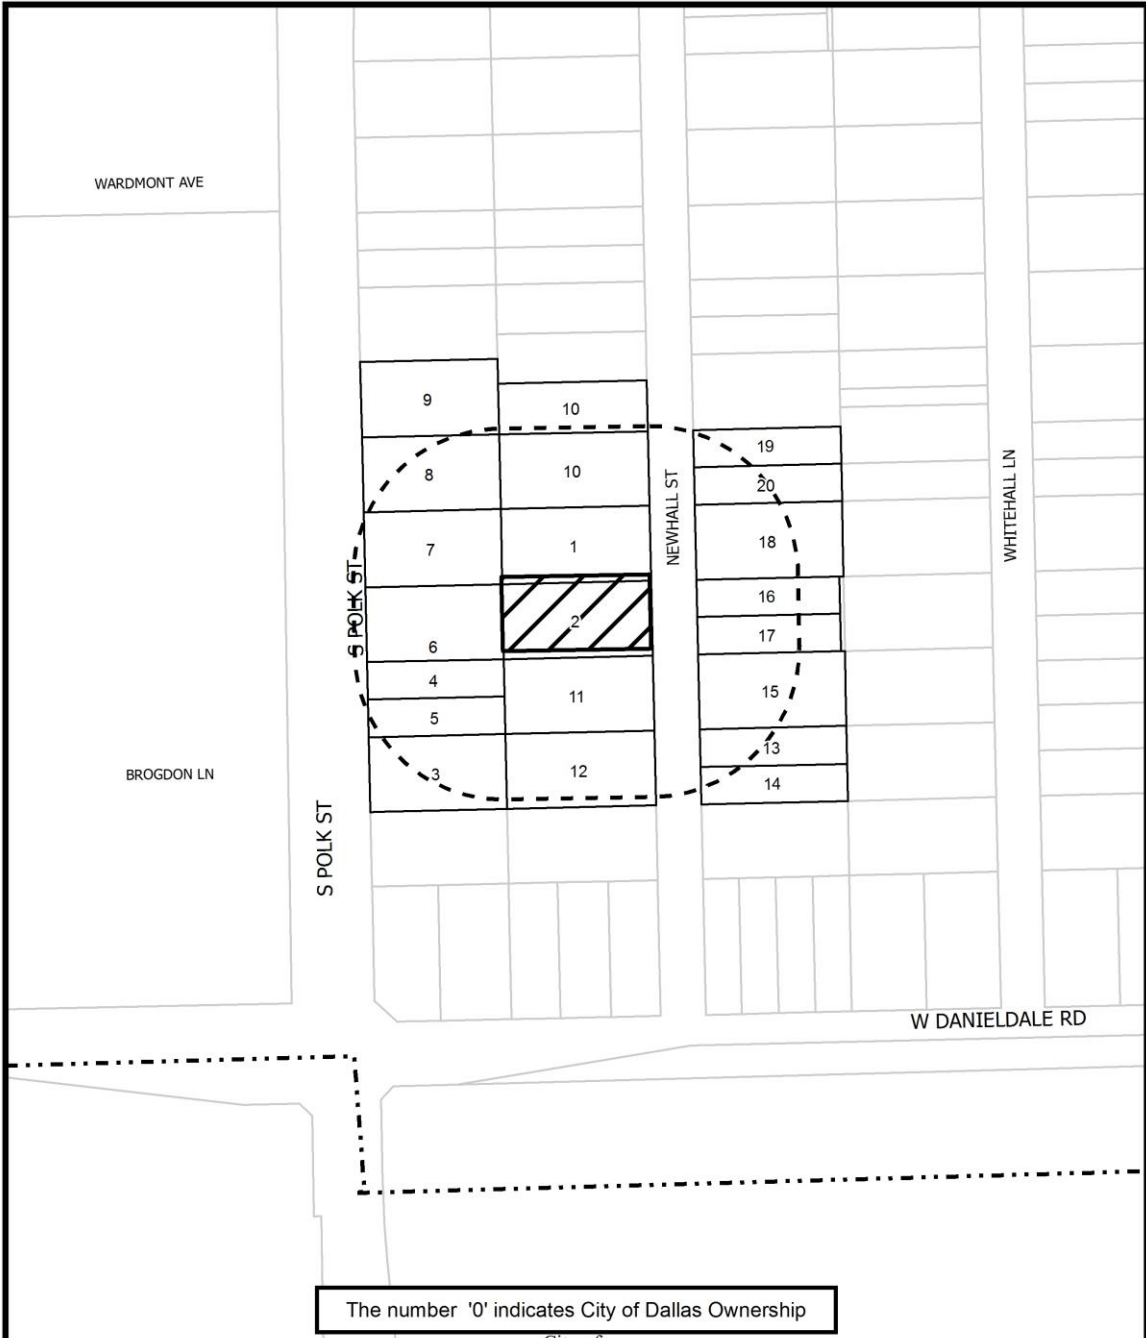 WARDMONT AVE
9
10
19
8
10
20
NEWHALL ST
WHITEHALL LN
7
1
18
S POLK ST
16
2
17
6
4
11
15
5
13
3
12
14
BROGDON LN
S POLK ST
W DANIELDALE RD
The number '0' indicates City of Dallas Ownership
City of